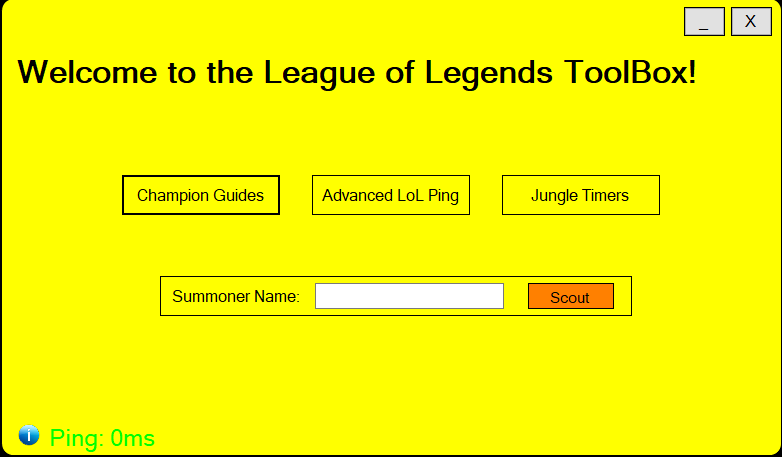 _ X
Welcome to the League of Legends ToolBox!
Champion Guides Advanced LoL Ping Jungle Timers
Summoner Name: Scout
i Ping: 0ms